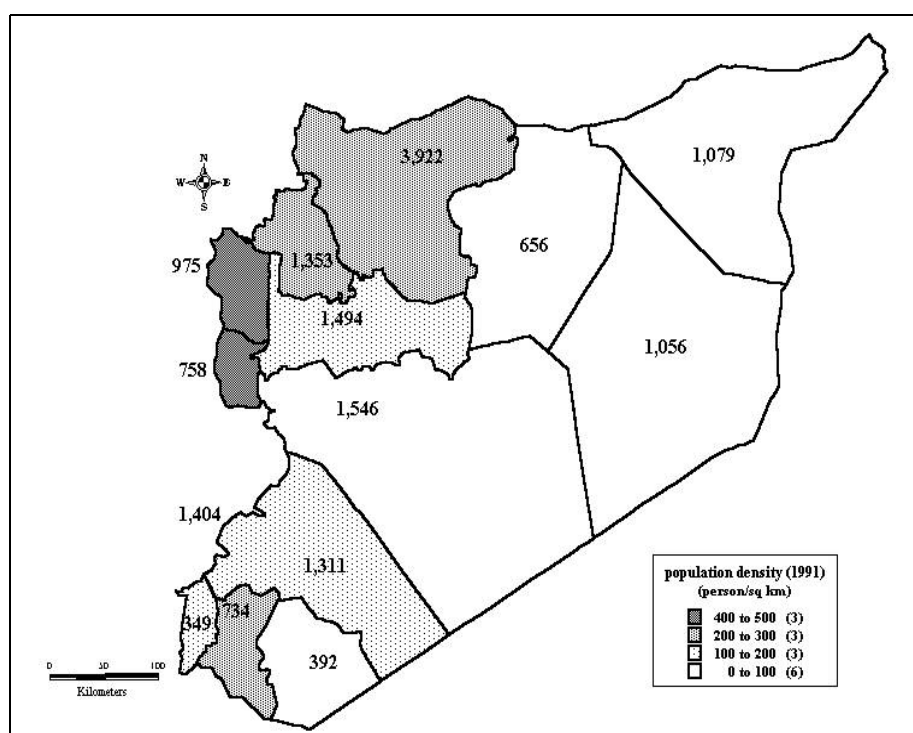 3,922
1,079
N
W E
S
656
975
1,353
1,494
758
1,056
1,546
1,404
1,311
734
349
392
population density (1991)
(person/sq km)
400 to 500 (3)
200 to 300 (3)
100 to 200 (3)
0 to 100 (6)
0 50 100
Kilometers